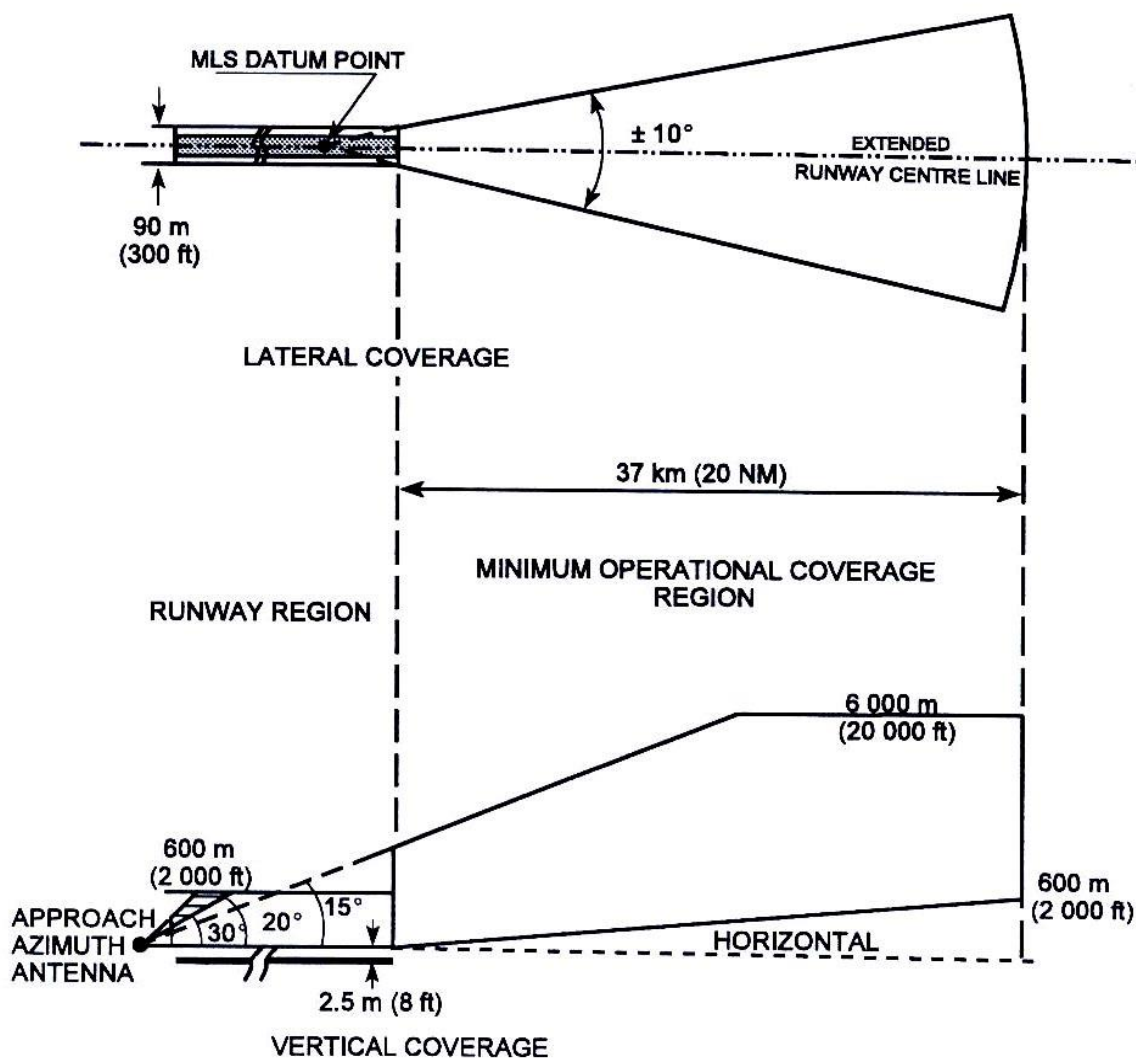 MLS DATUM POINT
± 10°
EXTENDED
RUNWAY CENTRE LINE
90 m
(300 ft)
LATERAL COVERAGE
37 km (20 NM)
MINIMUM OPERATIONAL COVERAGE
REGION
RUNWAY REGION
6 000 m
(20 000 ft)
600 m
(2 000 ft)
15°
20°
30°
APPROACH
AZIMUTH
ANTENNA
600 m
(2 000 ft)
HORIZONTAL
2.5 m (8 ft)
VERTICAL COVERAGE